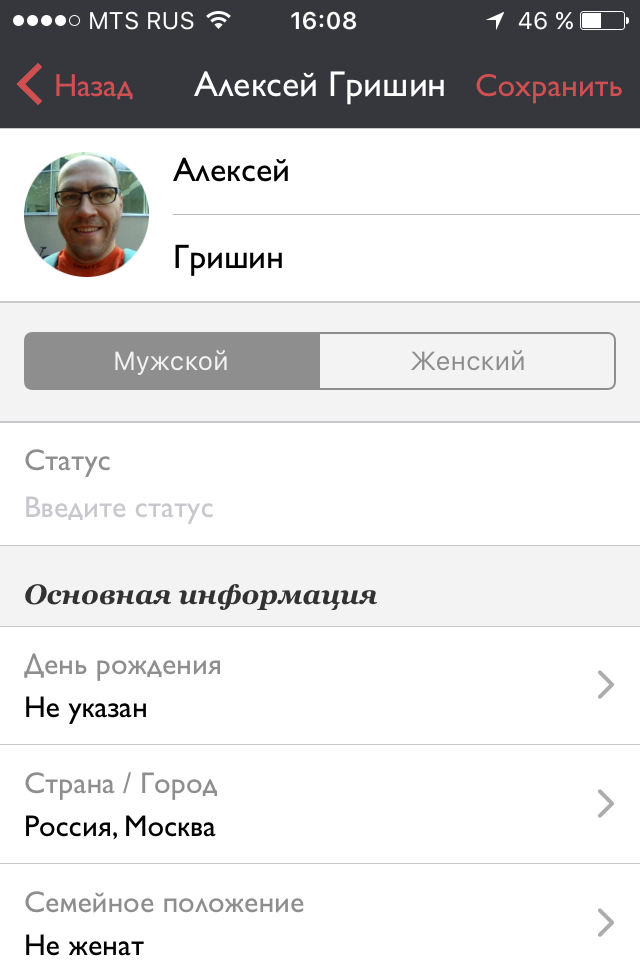 MTS RUS 16:08 46 %
Назад Алексей Гришин Сохранить
Алексей
Гришин
Мужской Женский
Статус
Введите статус
Основная информация
День рождения
Не указан
Страна / Город
Россия, Москва
Семейное положение
Не женат